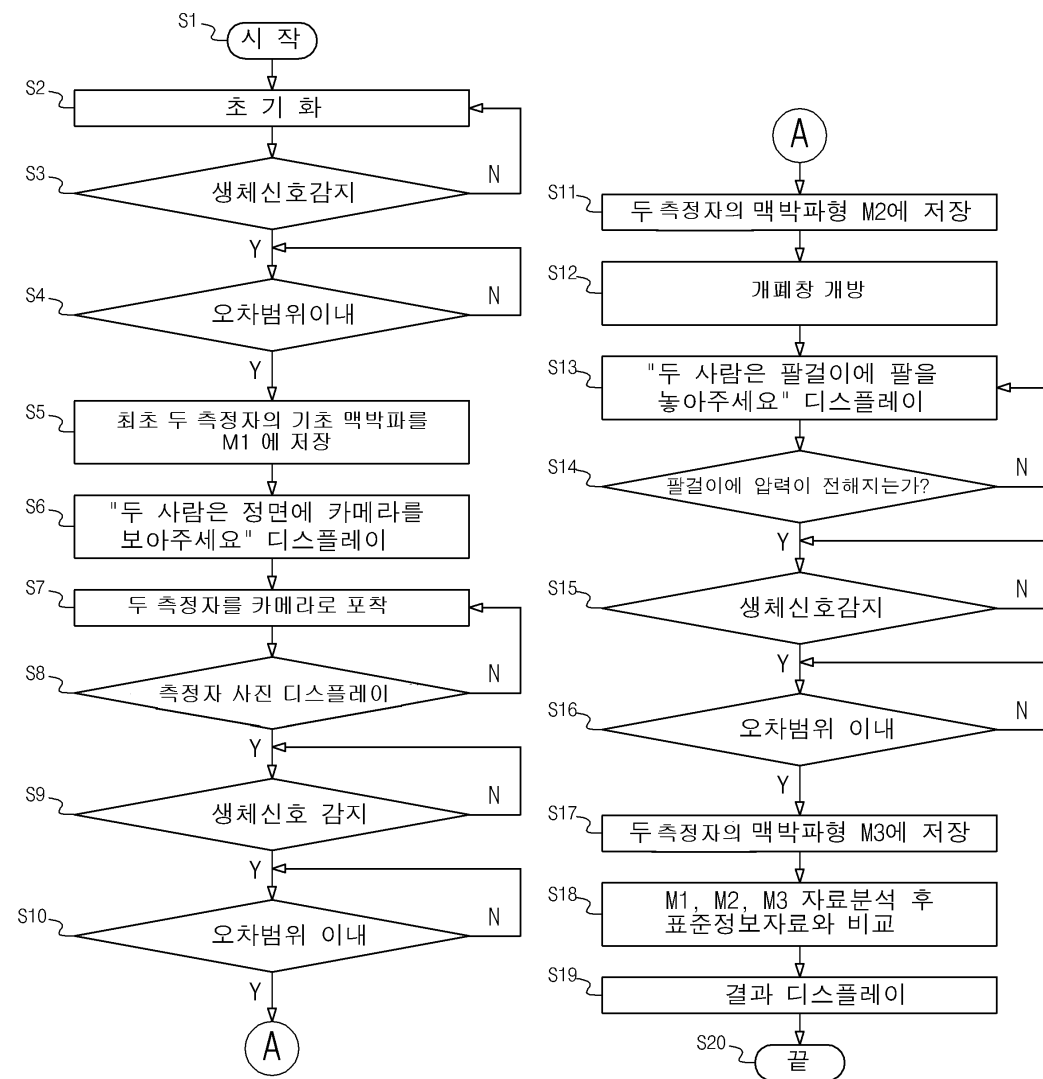 S1
시 작
S2
초 기 화
S3
생체신호감지
N
Y
S4
오차범위이내
N
Y
S5
최초 두 측정자의 기초 맥박파를
M1 에 저장
S6
"두 사람은 정면에 카메라를
보아주세요" 디스플레이
S7
두 측정자를 카메라로 포착
S8
측정자 사진 디스플레이
N
Y
S9
생체신호 감지
N
Y
S10
오차범위 이내
N
Y
A
A
S11
두 측정자의 맥박파형 M2에 저장
S12
개폐창 개방
S13
"두 사람은 팔걸이에 팔을
놓아주세요" 디스플레이
S14
팔걸이에 압력이 전해지는가?
N
Y
S15
생체신호감지
N
Y
S16
오차범위 이내
N
Y
S17
두 측정자의 맥박파형 M3에 저장
S18
M1, M2, M3 자료분석 후
표준정보자료와 비교
S19
결과 디스플레이
S20
끝